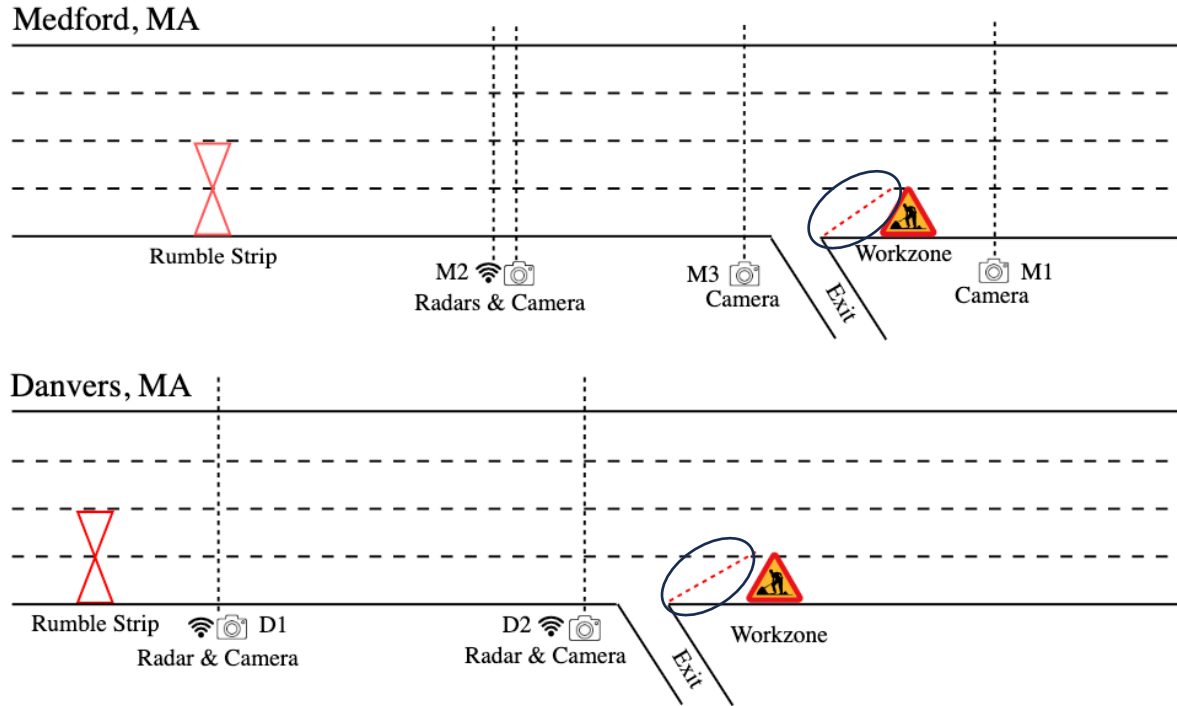 Medford, MA
Rumble Strip
M2
Radars & Camera
M3
Camera
Exit
Workzone
M1
Camera
Danvers, MA
Rumble Strip
D1
Radar & Camera
D2
Radar & Camera
Exit
Workzone